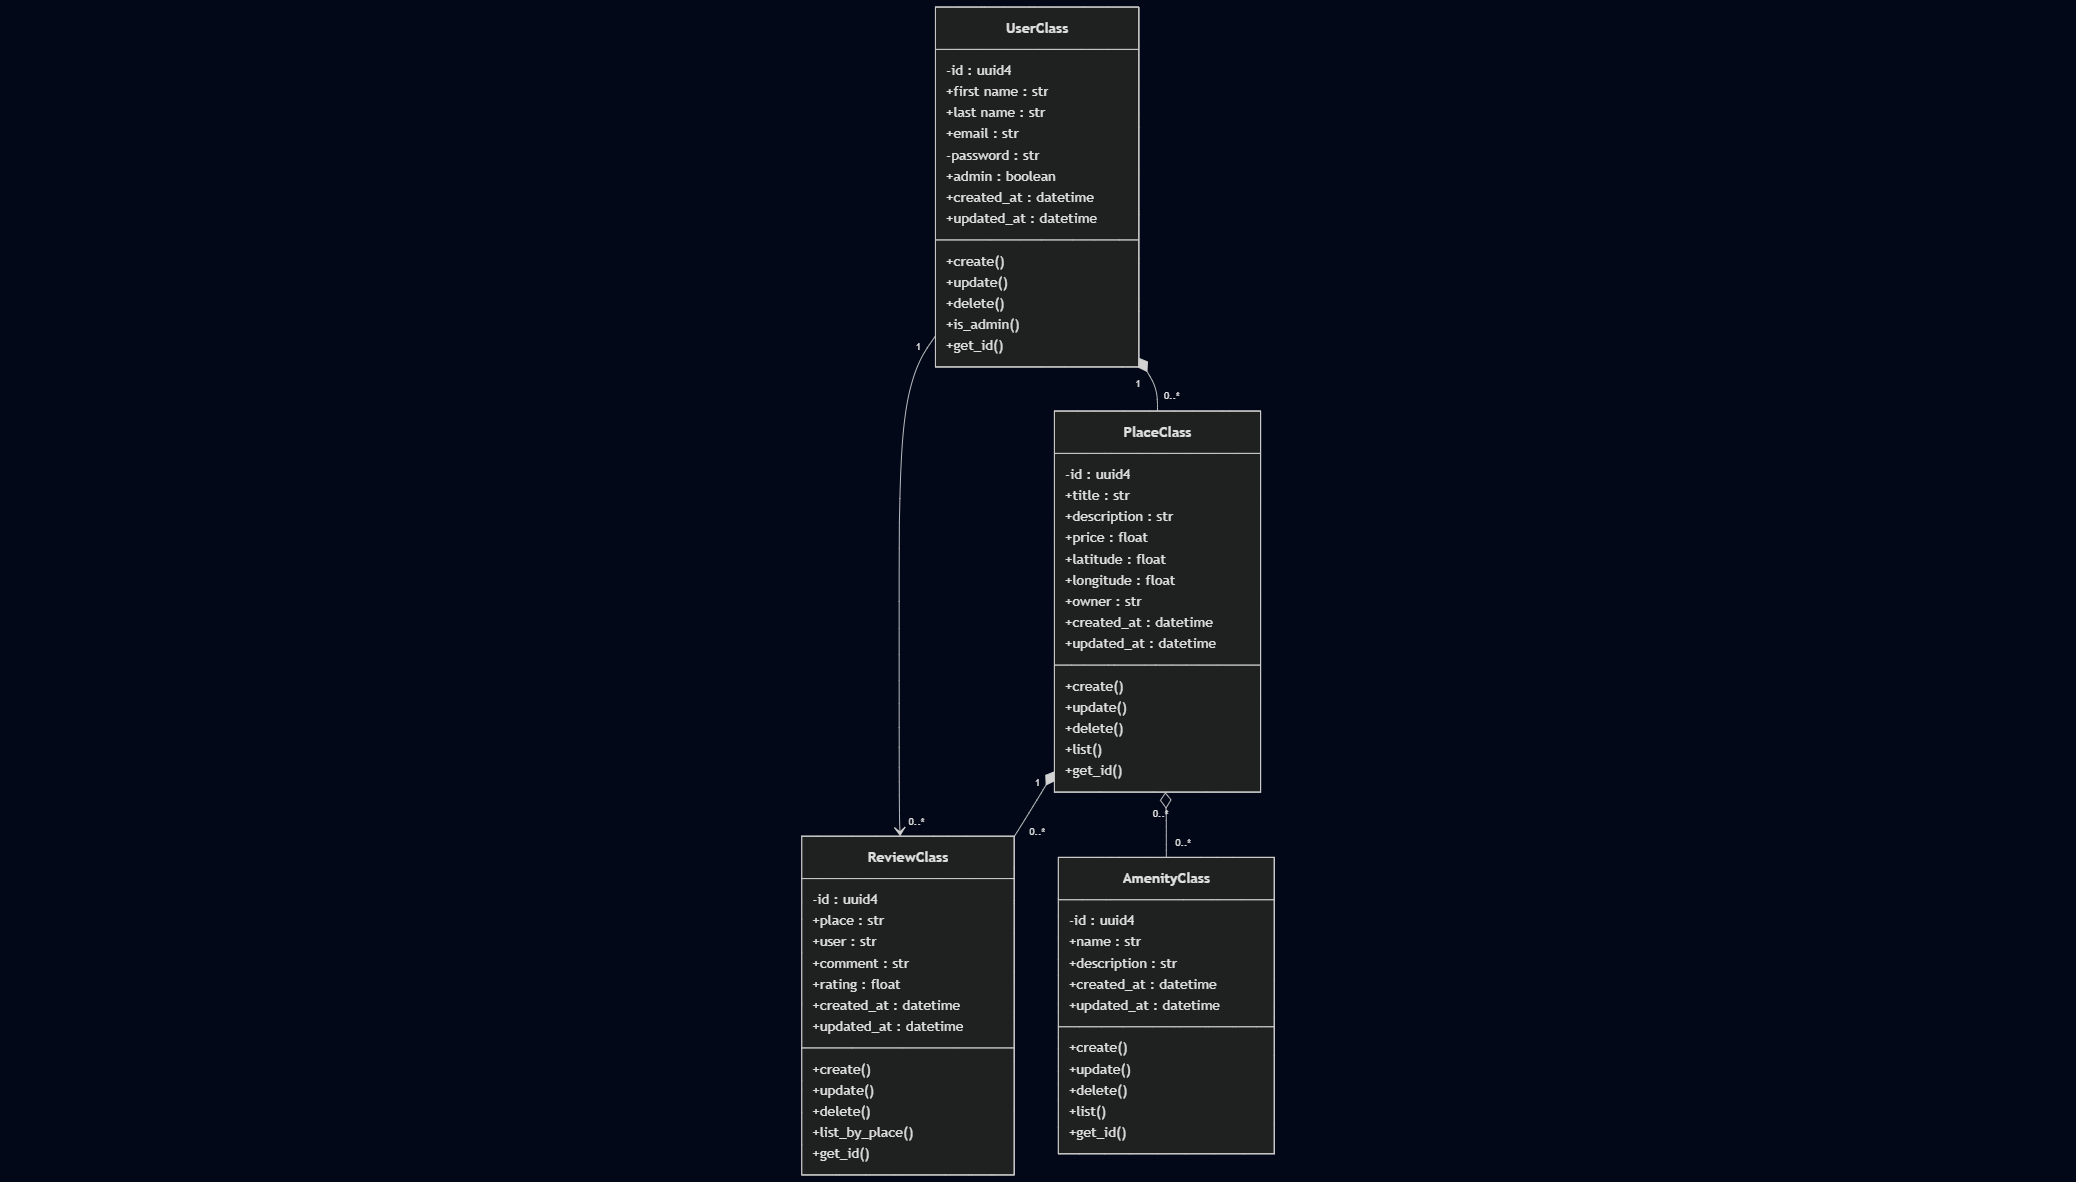 UserClass
-id : uuid4
+first name : str
+last name : str
+email : str
-password : str
+admin : boolean
+created_at : datetime
+updated_at : datetime
+create()
+update()
+delete()
+is_admin()
+get_id()
1
1
0..*
PlaceClass
-id : uuid4
+title : str
+description : str
+price : float
+latitude : float
+longitude : float
+owner : str
+created_at : datetime
+updated_at : datetime
+create()
+update()
+delete()
+list()
+get_id()
1
0..*
0..*
0..*
0..*
ReviewClass
-id : uuid4
+place : str
+user : str
+comment : str
+rating : float
+created_at : datetime
+updated_at : datetime
+create()
+update()
+delete()
+list_by_place()
+get_id()
AmenityClass
-id : uuid4
+name : str
+description : str
+created_at : datetime
+updated_at : datetime
+create()
+update()
+delete()
+list()
+get_id()